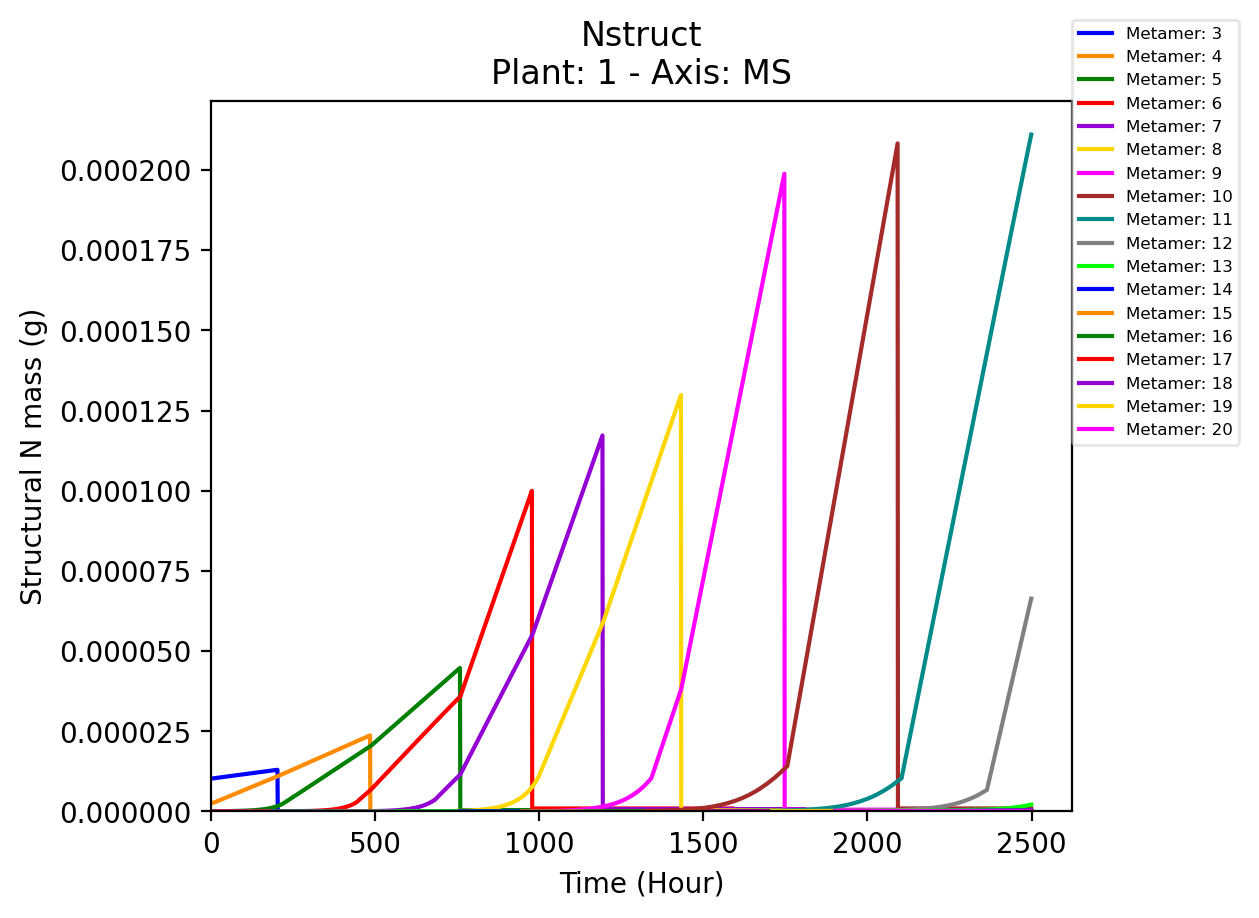 Nstruct
Plant: 1 - Axis: MS
Metamer: 3
Metamer: 4
Metamer: 5
Metamer: 6
Metamer: 7
Metamer: 8
Metamer: 9
Metamer: 10
Metamer: 11
Metamer: 12
Metamer: 13
Metamer: 14
Metamer: 15
Metamer: 16
Metamer: 17
Metamer: 18
Metamer: 19
Metamer: 20
Structural N mass (g)
0.000200
0.000175
0.000150
0.000125
0.000100
0.000075
0.000050
0.000025
0.000000
0 500 1000 1500 2000 2500
Time (Hour)